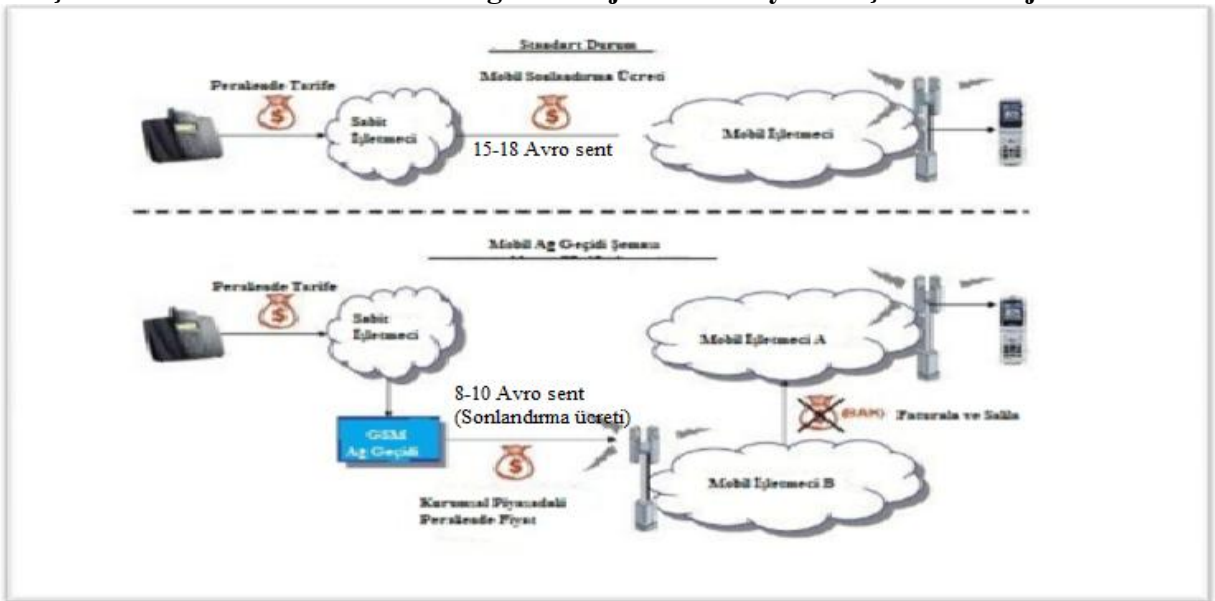 Standart Durum
Perakende Tarife
Mobil Sonlandırma Ücreti
$
$
Sabit
İşletmeci
15-18 Avro sent
Mobil İşletmeci
Mobil Ağ Geçidi Şeması
Perakende Tarife
$
Sabit
İşletmeci
Mobil İşletmeci A
8-10 Avro sent
(Sonlandırma ücreti)
GSM
Ağ Geçidi
$
(BAK) Faturala ve Sakla
Mobil İşletmeci B
Kurumsal Piyasadaki
Perakende Fiyat